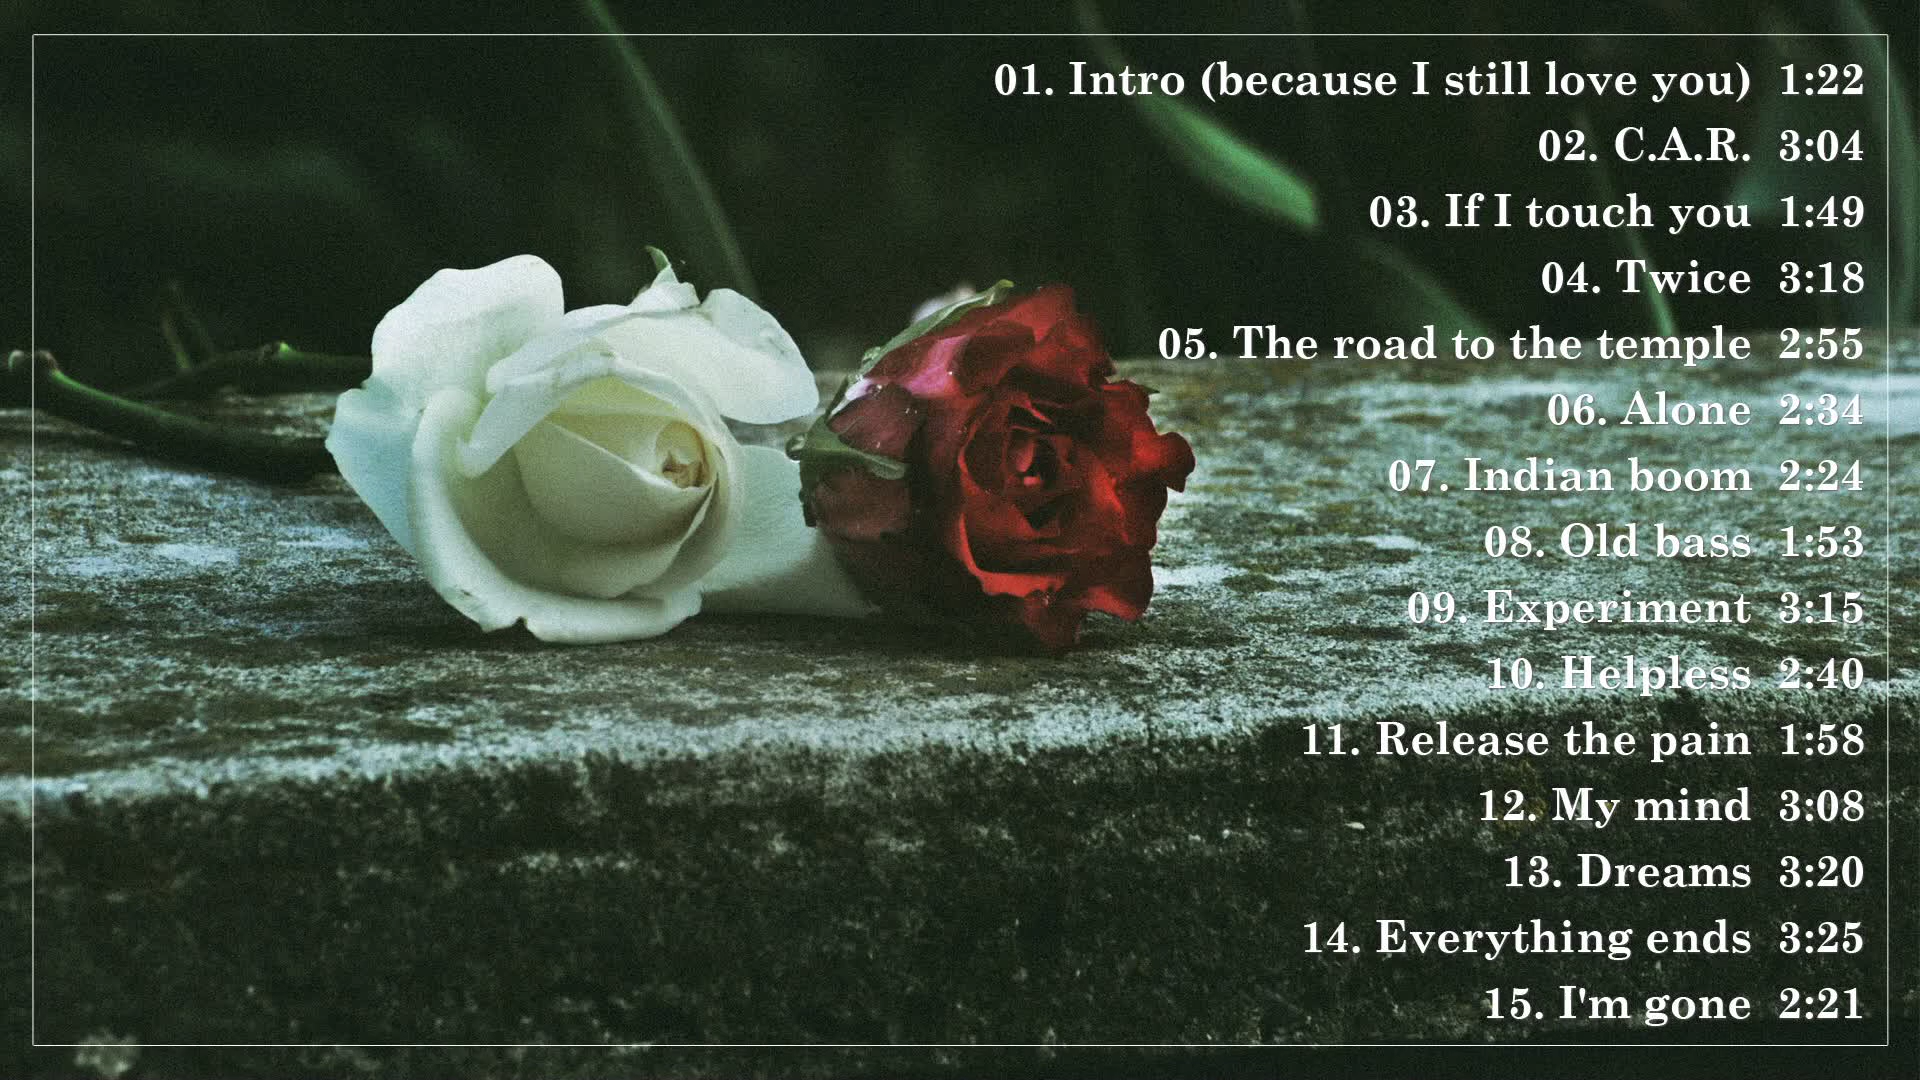 01. Intro (because I still love you) 1:22
02. C.A.R. 3:04
03. If I touch you 1:49
04. Twice 3:18
05. The road to the temple 2:55
06. Alone 2:34
07. Indian boom 2:24
08. Old bass 1:53
09. Experiment 3:15
10. Helpless 2:40
11. Release the pain 1:58
12. My mind 3:08
13. Dreams 3:20
14. Everything ends 3:25
15. I'm gone 2:21